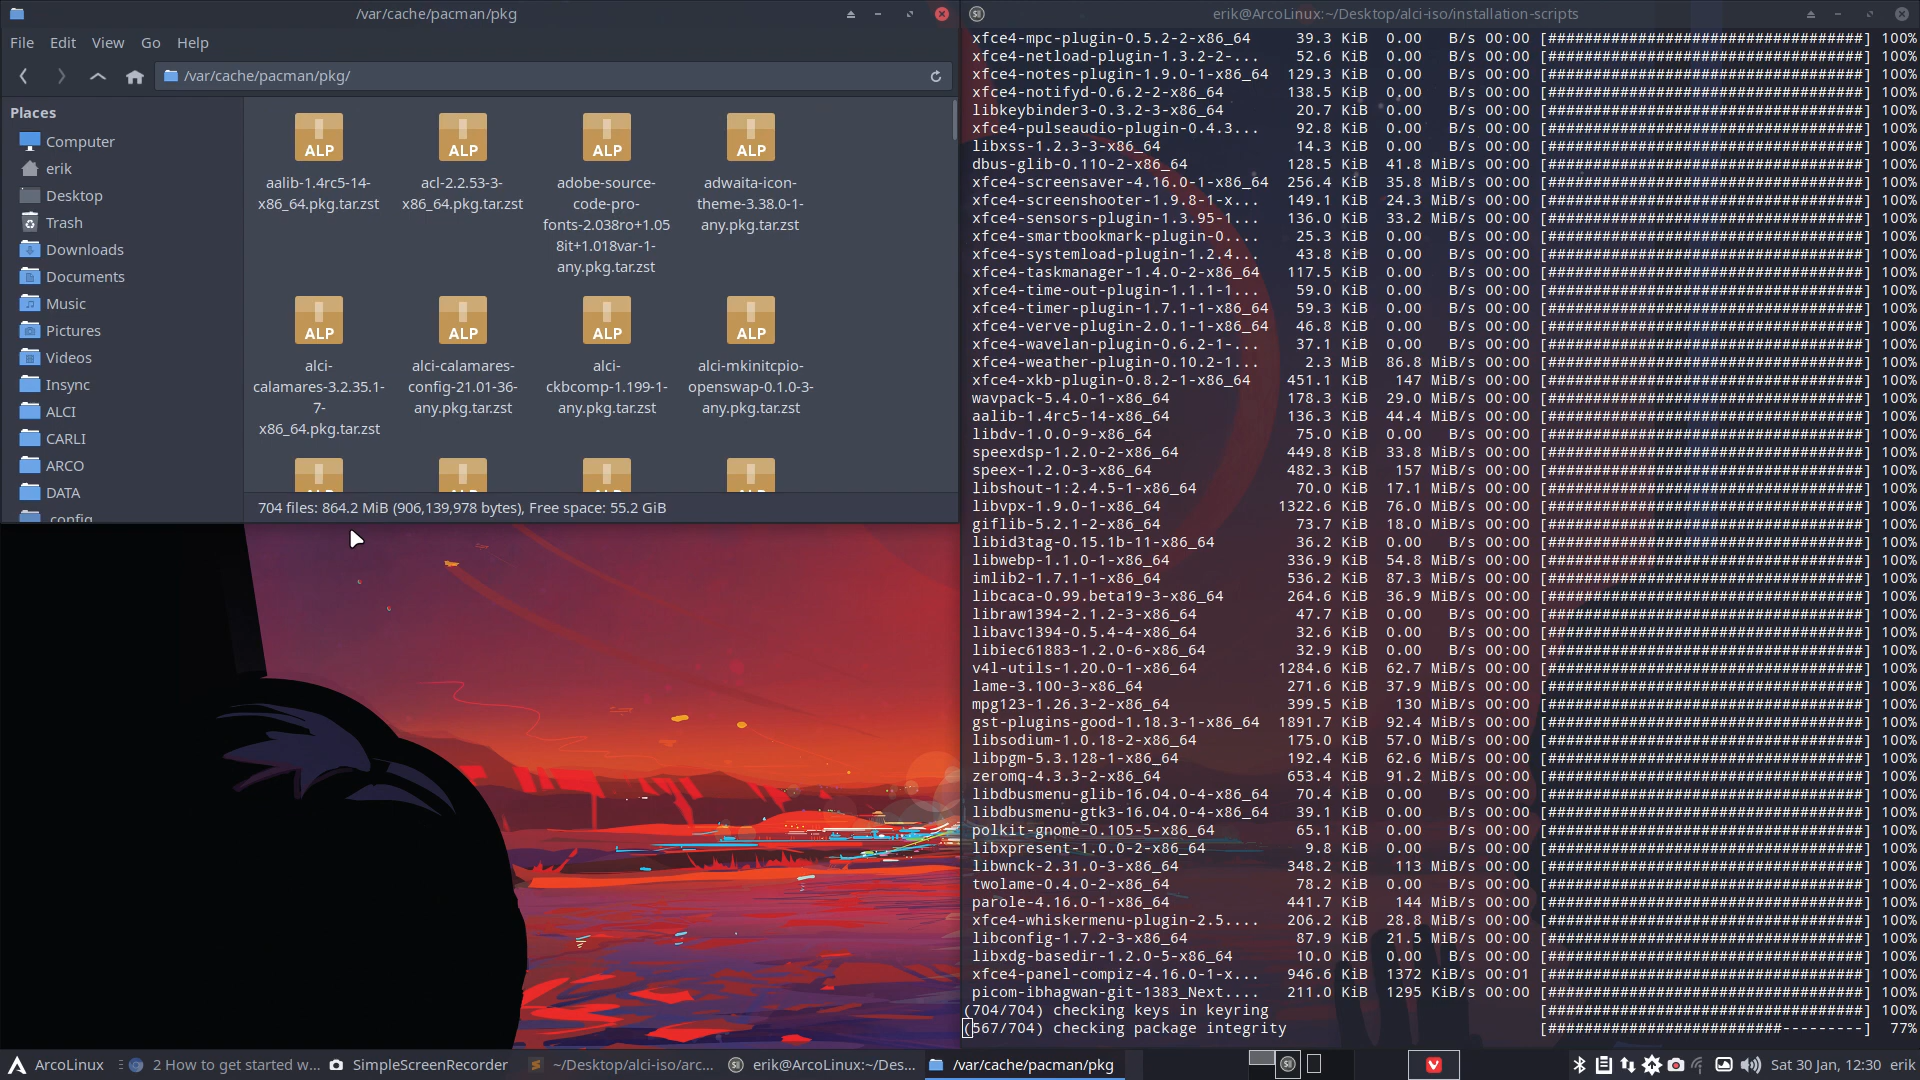 /var/cache/pacman/pkg
File Edit View Go Help
/var/cache/pacman/pkg/
Places
Computer
erik
Desktop
Trash
Downloads
Documents
Music
Pictures
Videos
Insync
ALCI
CARLI
ARCO
DATA
.config
ALP ALP ALP ALP
aalib-1.4rc5-14-
x86_64.pkg.tar.zst
acl-2.2.53-3-
x86_64.pkg.tar.zst
adobe-source-
code-pro-
fonts-2.038ro+1.05
8it+1.018var-1-
any.pkg.tar.zst
adwaita-icon-
theme-3.38.0-1-
any.pkg.tar.zst
ALP ALP ALP ALP
alci-
calamares-3.2.35.1-
7-
x86_64.pkg.tar.zst
alci-calamares-
config-21.01-36-
any.pkg.tar.zst
alci-
ckbcomp-1.199-1-
any.pkg.tar.zst
alci-mkinitcpio-
openswap-0.1.0-3-
any.pkg.tar.zst
704 files: 864.2 MiB (906,139,978 bytes), Free space: 55.2 GiB
erik@ArcoLinux:~/Desktop/alci-iso/installation-scripts
xfce4-mpc-plugin-0.5.2-2-x86_64 39.3 KiB 0.00 B/s 00:00 [###################################] 100%
xfce4-netload-plugin-1.3.2-2-... 52.6 KiB 0.00 B/s 00:00 [###################################] 100%
xfce4-notes-plugin-1.9.0-1-x86_64 129.3 KiB 0.00 B/s 00:00 [###################################] 100%
xfce4-notifyd-0.6.2-2-x86_64 138.5 KiB 0.00 B/s 00:00 [###################################] 100%
libkeybinder3-0.3.2-3-x86_64 20.7 KiB 0.00 B/s 00:00 [###################################] 100%
xfce4-pulseaudio-plugin-0.4.3... 92.8 KiB 0.00 B/s 00:00 [###################################] 100%
libxss-1.2.3-3-x86_64 14.3 KiB 0.00 B/s 00:00 [###################################] 100%
dbus-glib-0.110-2-x86_64 128.5 KiB 41.8 MiB/s 00:00 [###################################] 100%
xfce4-screensaver-4.16.0-1-x86_64 256.4 KiB 35.8 MiB/s 00:00 [###################################] 100%
xfce4-screenshooter-1.9.8-1-x... 149.1 KiB 24.3 MiB/s 00:00 [###################################] 100%
xfce4-sensors-plugin-1.3.95-1... 136.0 KiB 33.2 MiB/s 00:00 [###################################] 100%
xfce4-smartbookmark-plugin-0.... 25.3 KiB 0.00 B/s 00:00 [###################################] 100%
xfce4-systemload-plugin-1.2.4... 43.8 KiB 0.00 B/s 00:00 [###################################] 100%
xfce4-taskmanager-1.4.0-2-x86_64 117.5 KiB 0.00 B/s 00:00 [###################################] 100%
xfce4-time-out-plugin-1.1.1-1... 59.0 KiB 0.00 B/s 00:00 [###################################] 100%
xfce4-timer-plugin-1.7.1-1-x86_64 59.3 KiB 0.00 B/s 00:00 [###################################] 100%
xfce4-verve-plugin-2.0.1-1-x86_64 46.8 KiB 0.00 B/s 00:00 [###################################] 100%
xfce4-wavelan-plugin-0.6.2-1-... 37.1 KiB 0.00 B/s 00:00 [###################################] 100%
xfce4-weather-plugin-0.10.2-1... 2.3 MiB 86.8 MiB/s 00:00 [###################################] 100%
xfce4-xkb-plugin-0.8.2-1-x86_64 451.1 KiB 147 MiB/s 00:00 [###################################] 100%
wavpack-5.4.0-1-x86_64 178.3 KiB 29.0 MiB/s 00:00 [###################################] 100%
aalib-1.4rc5-14-x86_64 136.3 KiB 44.4 MiB/s 00:00 [###################################] 100%
libdv-1.0.0-9-x86_64 75.0 KiB 0.00 B/s 00:00 [###################################] 100%
speexdsp-1.2.0-2-x86_64 449.8 KiB 33.8 MiB/s 00:00 [###################################] 100%
speex-1.2.0-3-x86_64 482.3 KiB 157 MiB/s 00:00 [###################################] 100%
libshout-1:2.4.5-1-x86_64 70.0 KiB 17.1 MiB/s 00:00 [###################################] 100%
libvpx-1.9.0-1-x86_64 1322.6 KiB 76.0 MiB/s 00:00 [###################################] 100%
giflib-5.2.1-2-x86_64 73.7 KiB 18.0 MiB/s 00:00 [###################################] 100%
libid3tag-0.15.1b-11-x86_64 36.2 KiB 0.00 B/s 00:00 [###################################] 100%
libwebp-1.1.0-1-x86_64 336.9 KiB 54.8 MiB/s 00:00 [###################################] 100%
imlib2-1.7.1-1-x86_64 536.2 KiB 87.3 MiB/s 00:00 [###################################] 100%
libcaca-0.99.beta19-3-x86_64 264.6 KiB 36.9 MiB/s 00:00 [###################################] 100%
libraw1394-2.1.2-3-x86_64 47.7 KiB 0.00 B/s 00:00 [###################################] 100%
libavc1394-0.5.4-4-x86_64 32.6 KiB 0.00 B/s 00:00 [###################################] 100%
libiec61883-1.2.0-6-x86_64 32.9 KiB 0.00 B/s 00:00 [###################################] 100%
v4l-utils-1.20.0-1-x86_64 1284.6 KiB 62.7 MiB/s 00:00 [###################################] 100%
lame-3.100-3-x86_64 271.6 KiB 37.9 MiB/s 00:00 [###################################] 100%
mpg123-1.26.3-2-x86_64 399.5 KiB 130 MiB/s 00:00 [###################################] 100%
gst-plugins-good-1.18.3-1-x86_64 1891.7 KiB 92.4 MiB/s 00:00 [###################################] 100%
libsodium-1.0.18-2-x86_64 175.0 KiB 57.0 MiB/s 00:00 [###################################] 100%
libpgm-5.3.128-1-x86_64 192.4 KiB 62.6 MiB/s 00:00 [###################################] 100%
zeromq-4.3.3-2-x86_64 653.4 KiB 91.2 MiB/s 00:00 [###################################] 100%
libdbusmenu-glib-16.04.0-4-x86_64 70.4 KiB 0.00 B/s 00:00 [###################################] 100%
libdbusmenu-gtk3-16.04.0-4-x86_64 39.1 KiB 0.00 B/s 00:00 [###################################] 100%
polkit-gnome-0.105-5-x86_64 65.1 KiB 0.00 B/s 00:00 [###################################] 100%
libxpresent-1.0.0-2-x86_64 9.8 KiB 0.00 B/s 00:00 [###################################] 100%
libwnck-2.31.0-3-x86_64 348.2 KiB 113 MiB/s 00:00 [###################################] 100%
twolame-0.4.0-2-x86_64 78.2 KiB 0.00 B/s 00:00 [###################################] 100%
parole-4.16.0-1-x86_64 441.7 KiB 144 MiB/s 00:00 [###################################] 100%
xfce4-whiskermenu-plugin-2.5.... 206.2 KiB 28.8 MiB/s 00:00 [###################################] 100%
libconfig-1.7.2-3-x86_64 87.9 KiB 21.5 MiB/s 00:00 [###################################] 100%
libxdg-basedir-1.2.0-5-x86_64 10.0 KiB 0.00 B/s 00:00 [###################################] 100%
xfce4-panel-compiz-4.16.0-1-x... 946.6 KiB 1372 KiB/s 00:01 [###################################] 100%
picom-ibhagwan-git-1383_Next.... 211.0 KiB 1295 KiB/s 00:00 [###################################] 100%
(704/704) checking keys in keyring [###################################] 100%
(567/704) checking package integrity [##########################---------] 77%
ArcoLinux 2 How to get started w... SimpleScreenRecorder ~/Desktop/alci-iso/arc... erik@ArcoLinux:~/Des... /var/cache/pacman/pkg Sat 30 Jan, 12:30 erik